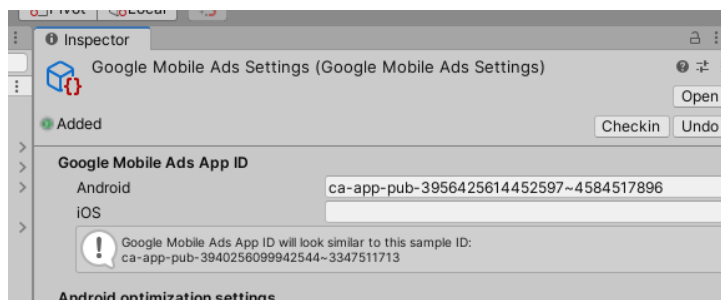 Pivot
Local
Inspector
Google Mobile Ads Settings (Google Mobile Ads Settings)
Open
Added
Checkin
Undo
Google Mobile Ads App ID
Android
ca-app-pub-3956425614452597~4584517896
iOS
Google Mobile Ads App ID will look similar to this sample ID:
ca-app-pub-3940256099942544~3347511713
Android optimization settings